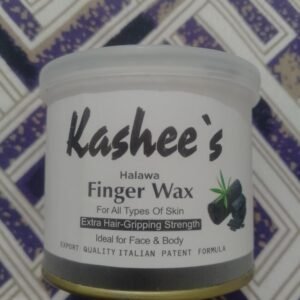 Kashee`s
Halawa
Finger Wax
For All Types Of Skin
Extra Hair-Gripping Strength
Ideal for Face & Body
EXPORT QUALITY ITALIAN PATENT FORMULA